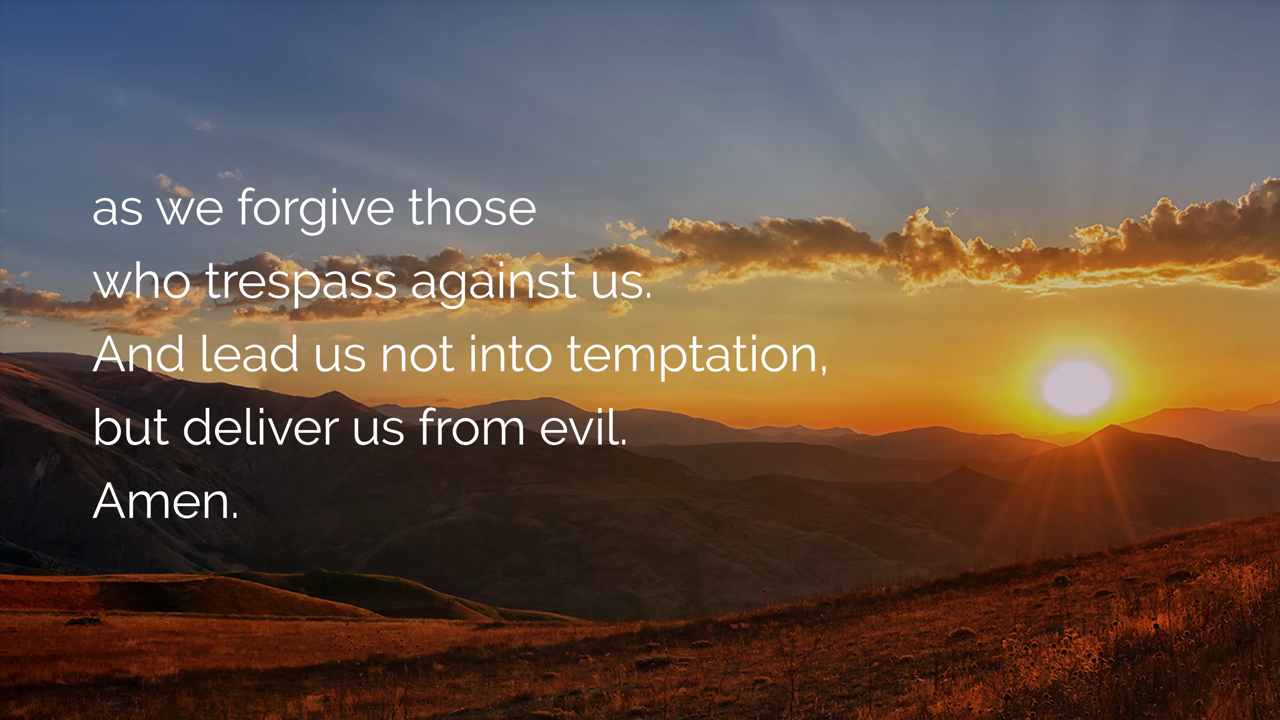 as we forgive those
who trespass against us.
And lead us not into temptation,
but deliver us from evil.
Amen.